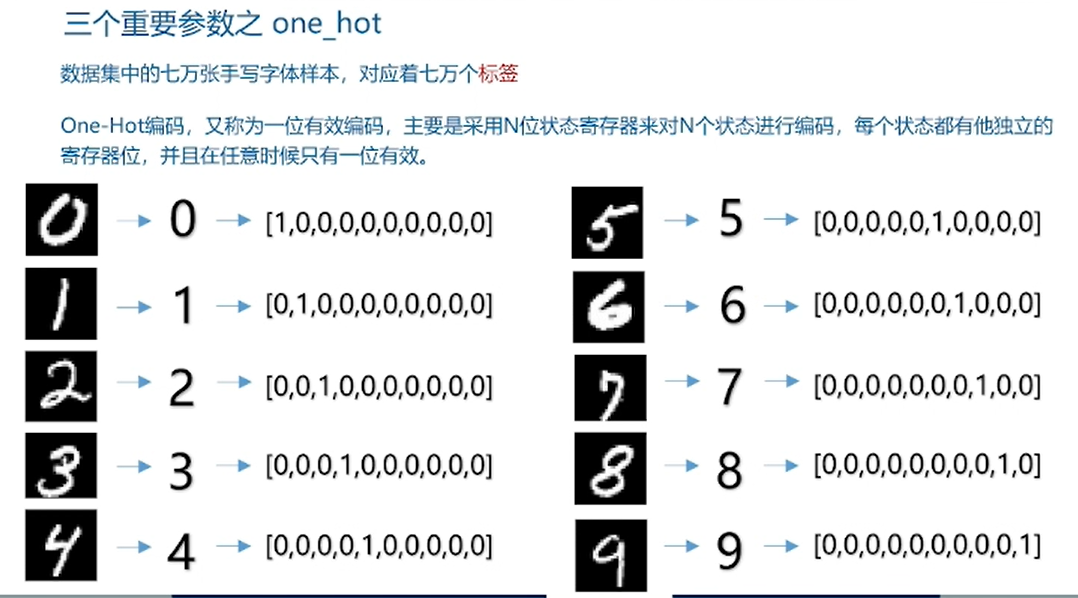 三个重要参数之 one_hot
数据集中的七万张手写字体样本，对应着七万个标签
One-Hot编码，又称为一位有效编码，主要是采用N位状态寄存器来对N个状态进行编码，每个状态都有他独立的
寄存器位，并且在任意时候只有一位有效。
0 0 [1,0,0,0,0,0,0,0,0,0]
1 1 [0,1,0,0,0,0,0,0,0,0]
2 2 [0,0,1,0,0,0,0,0,0,0]
3 3 [0,0,0,1,0,0,0,0,0,0]
4 4 [0,0,0,0,1,0,0,0,0,0]
5 5 [0,0,0,0,0,1,0,0,0,0]
6 6 [0,0,0,0,0,0,1,0,0,0]
7 7 [0,0,0,0,0,0,0,1,0,0]
8 8 [0,0,0,0,0,0,0,0,1,0]
9 9 [0,0,0,0,0,0,0,0,0,1]